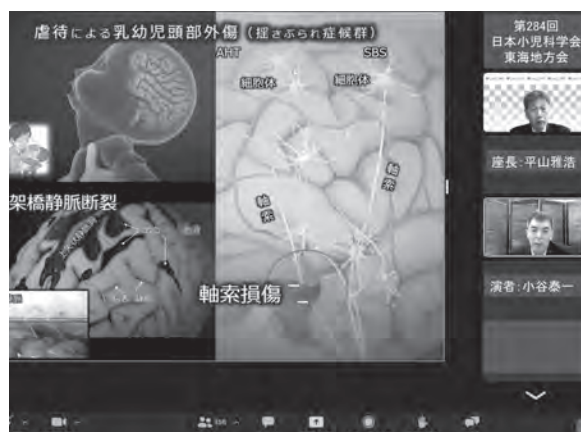 虐待による乳幼児頭部外傷（揺さぶられ症候群）
AHT
SBS
細胞体
細胞体
軸索
軸索
架橋静脈断裂
軸索損傷
第284回
日本小児科学会
東海地方会
座長:平山雅浩
演者:小谷泰一